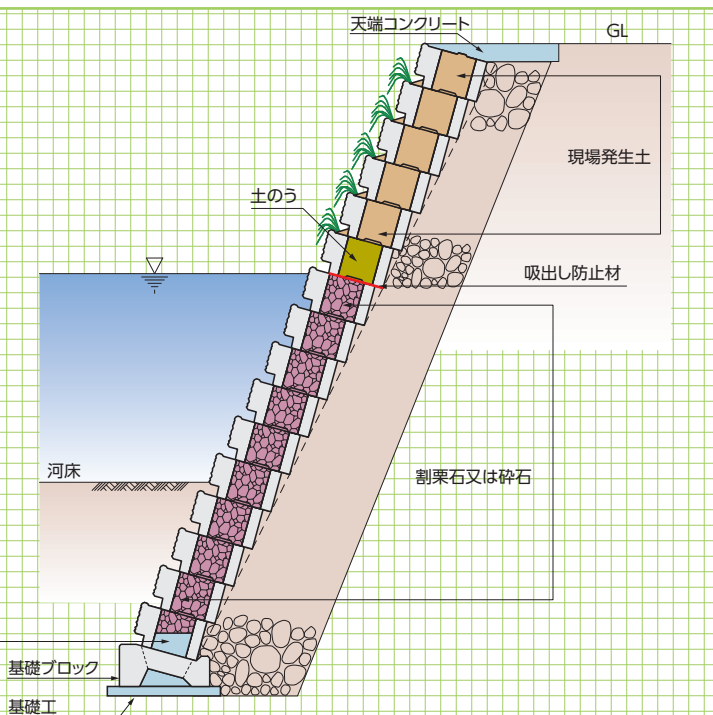 天端コンクリート
GL
現場発生土
土のう
吸出し防止材
河床
割栗石又は砕石
基礎ブロック
基礎工